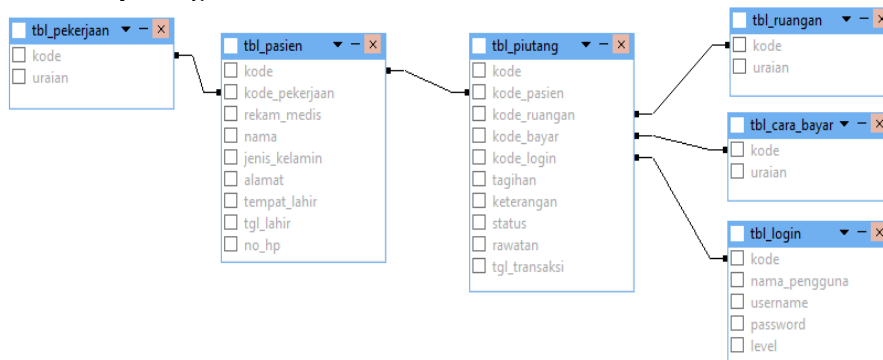 tbl_pekerjaan
kode
uraian
tbl_pasien
kode
kode_pekerjaan
rekam_medis
nama
jenis_kelamin
alamat
tempat_lahir
tgl_lahir
no_hp
tbl_piutang
kode
kode_pasien
kode_ruangan
kode_bayar
kode_login
tagihan
keterangan
status
rawatan
tgl_transaksi
tbl_ruangan
kode
uraian
tbl_cara_bayar
kode
uraian
tbl_login
kode
nama_pengguna
username
password
level